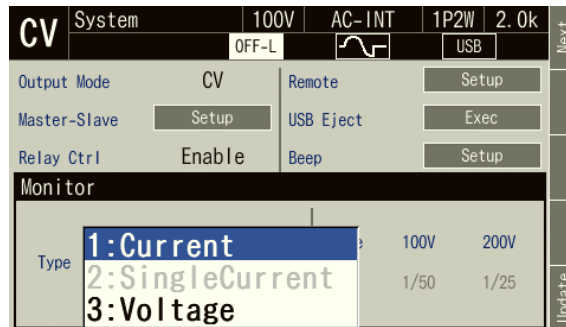 CV System 100V AC-INT 1P2W 2.0k
OFF-L USB
Next
Output Mode CV Remote Setup
Master-Slave Setup USB Eject Exec
Relay Ctrl Enable Beep Setup
Monitor
1:Current 100V 200V
Type 2:SingleCurrent 1/50 1/25
3:Voltage
Update